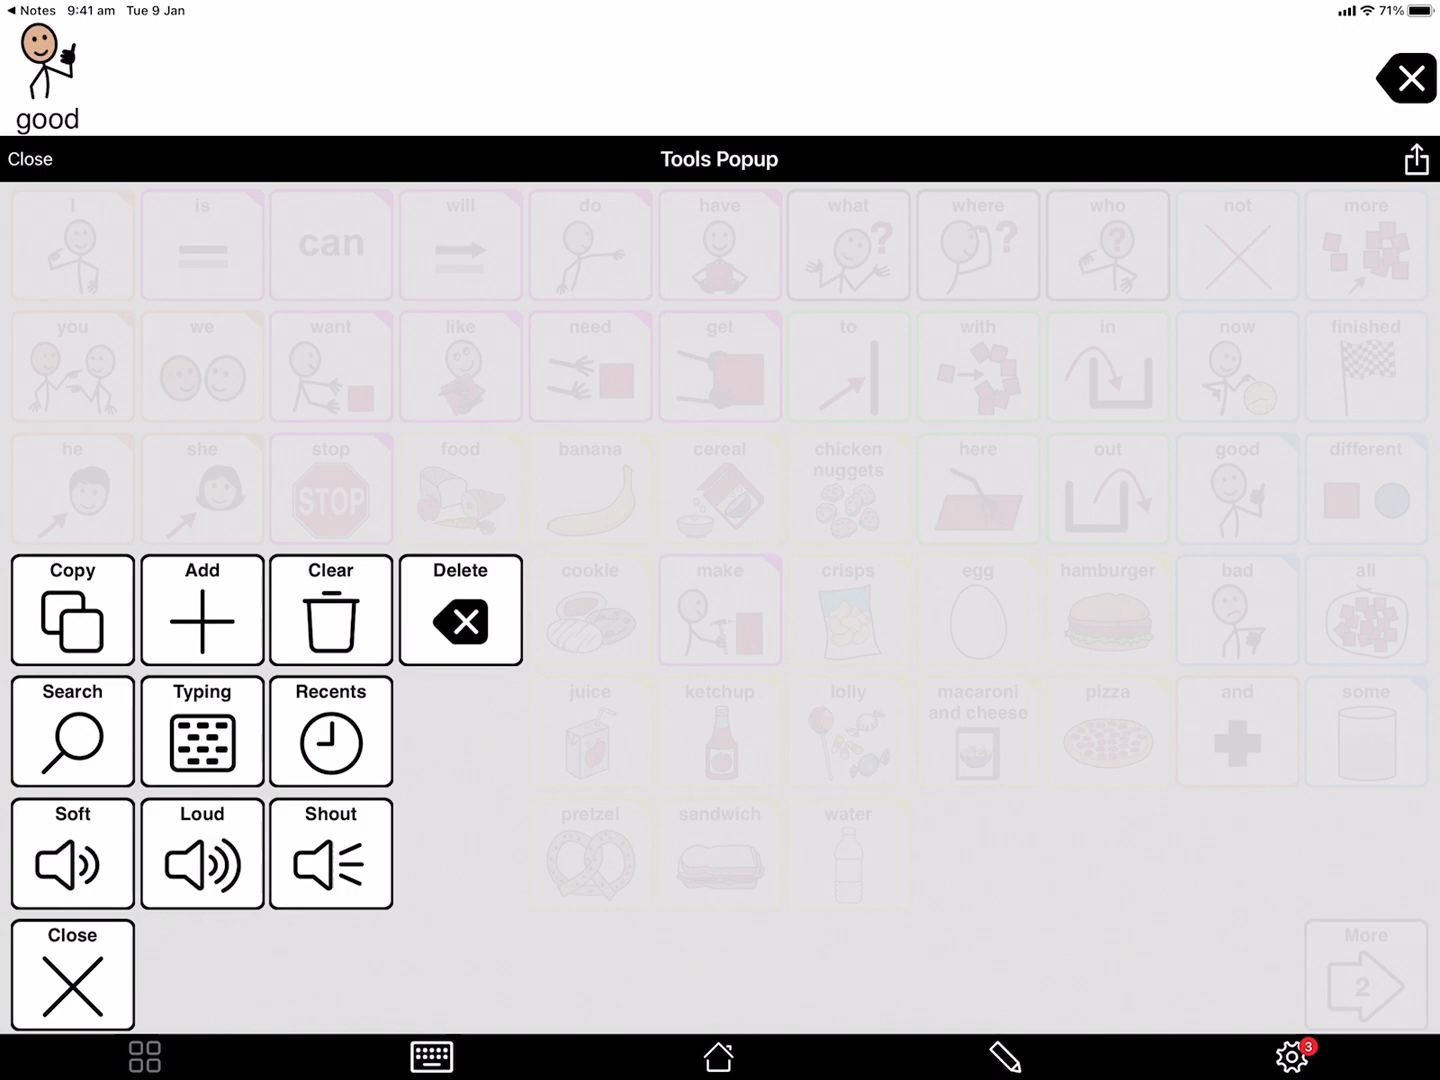 Notes 9:41 am Tue 9 Jan 71%
good
Close Tools Popup
I is will do have what where who not more
can
you we want like need get to with in now finished
he she stop food banana cereal chicken nuggets here out good different
STOP
Copy Add Clear Delete cookie make crisps egg hamburger bad all
Search Typing Recents juice ketchup lolly macaroni and cheese pizza and some
Soft Loud Shout pretzel sandwich water
Close More
2
3